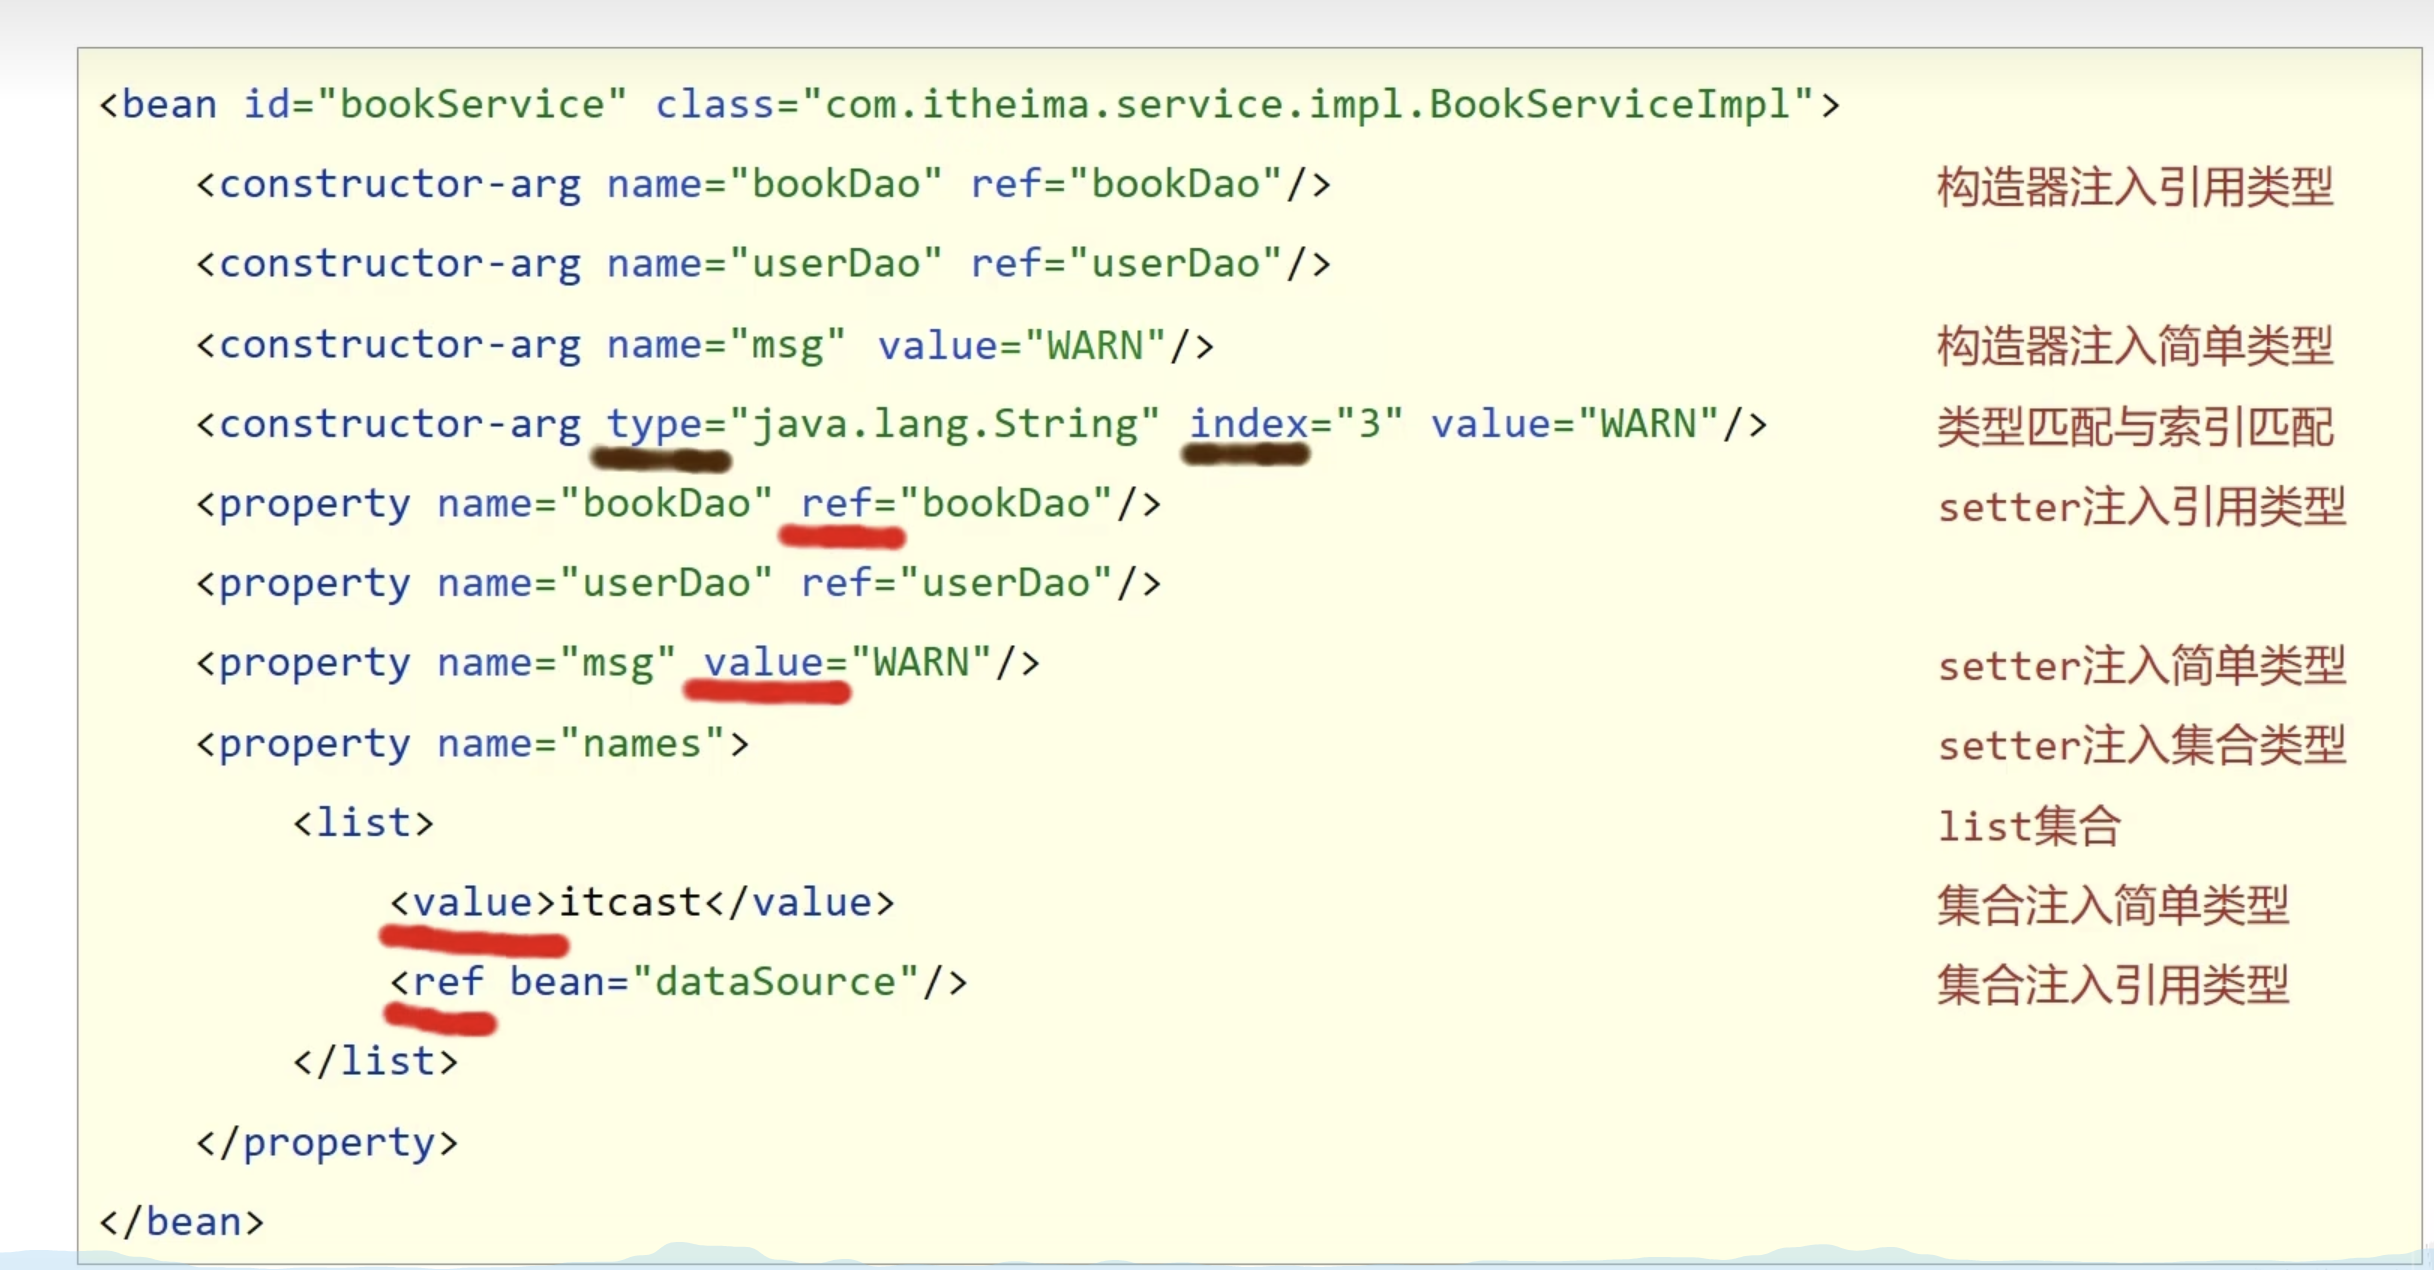 <bean id="bookService" class="com.itheima.service.impl.BookServiceImpl">
<constructor-arg name="bookDao" ref="bookDao"/> 构造器注入引用类型
<constructor-arg name="userDao" ref="userDao"/>
<constructor-arg name="msg" value="WARN"/> 构造器注入简单类型
<constructor-arg type="java.lang.String" index="3" value="WARN"/> 类型匹配与索引匹配
<property name="bookDao" ref="bookDao"/> setter注入引用类型
<property name="userDao" ref="userDao"/>
<property name="msg" value="WARN"/> setter注入简单类型
<property name="names"> setter注入集合类型
<list> list集合
<value>itcast</value> 集合注入简单类型
<ref bean="dataSource"/> 集合注入引用类型
</list>
</property>
</bean>